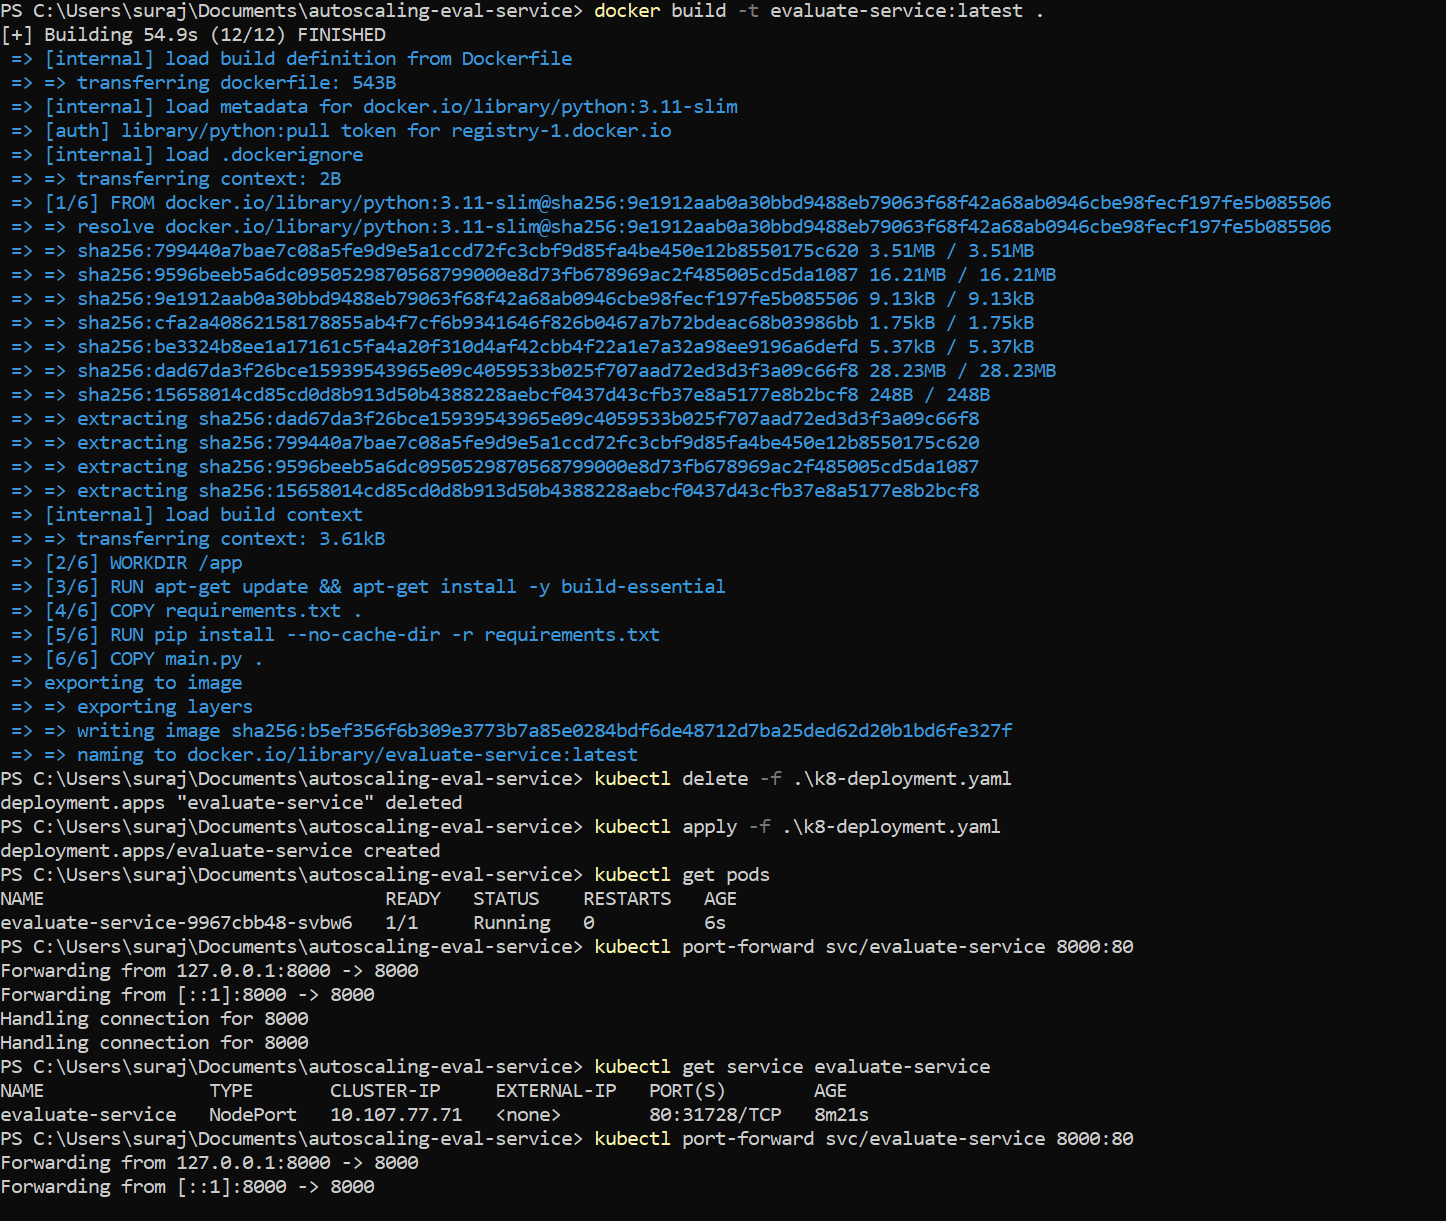 PS C:\Users\suraj\Documents\autoscaling-eval-service> docker build -t evaluate-service:latest .
[+] Building 54.9s (12/12) FINISHED
=> [internal] load build definition from Dockerfile
=> => transferring dockerfile: 543B
=> [internal] load metadata for docker.io/library/python:3.11-slim
=> [auth] library/python:pull token for registry-1.docker.io
=> [internal] load .dockerignore
=> => transferring context: 2B
=> [1/6] FROM docker.io/library/python:3.11-slim@sha256:9e1912aab0a30bbd9488eb79063f68f42a68ab0946cbe98fecf197fe5b085506
=> => resolve docker.io/library/python:3.11-slim@sha256:9e1912aab0a30bbd9488eb79063f68f42a68ab0946cbe98fecf197fe5b085506
=> => sha256:799440a7bae7c08a5fe9d9e5a1ccd72fc3cbf9d85fa4be450e12b8550175c620 3.51MB / 3.51MB
=> => sha256:9596beeb5a6dc0950529870568799000e8d73fb678969ac2f485005cd5da1087 16.21MB / 16.21MB
=> => sha256:9e1912aab0a30bbd9488eb79063f68f42a68ab0946cbe98fecf197fe5b085506 9.13kB / 9.13kB
=> => sha256:cfa2a40862158178855ab4f7cf6b9341646f826b0467a7b72bdeac68b03986bb 1.75kB / 1.75kB
=> => sha256:be3324b8ee1a17161c5fa4a20f310d4af42cbb4f22a1e7a32a98ee9196a6defd 5.37kB / 5.37kB
=> => sha256:dad67da3f26bce15939543965e09c4059533b025f707aad72ed3d3f3a09c66f8 28.23MB / 28.23MB
=> => sha256:15658014cd85cd0d8b913d50b4388228aebcf0437d43cfb37e8a5177e8b2bcf8 248B / 248B
=> => extracting sha256:dad67da3f26bce15939543965e09c4059533b025f707aad72ed3d3f3a09c66f8
=> => extracting sha256:799440a7bae7c08a5fe9d9e5a1ccd72fc3cbf9d85fa4be450e12b8550175c620
=> => extracting sha256:9596beeb5a6dc0950529870568799000e8d73fb678969ac2f485005cd5da1087
=> => extracting sha256:15658014cd85cd0d8b913d50b4388228aebcf0437d43cfb37e8a5177e8b2bcf8
=> [internal] load build context
=> => transferring context: 3.61kB
=> [2/6] WORKDIR /app
=> [3/6] RUN apt-get update && apt-get install -y build-essential
=> [4/6] COPY requirements.txt .
=> [5/6] RUN pip install --no-cache-dir -r requirements.txt
=> [6/6] COPY main.py .
=> exporting to image
=> => exporting layers
=> => writing image sha256:b5ef356f6b309e3773b7a85e0284bdf6de48712d7ba25ded62d20b1bd6fe327f
=> => naming to docker.io/library/evaluate-service:latest
PS C:\Users\suraj\Documents\autoscaling-eval-service> kubectl delete -f .\k8-deployment.yaml
deployment.apps "evaluate-service" deleted
PS C:\Users\suraj\Documents\autoscaling-eval-service> kubectl apply -f .\k8-deployment.yaml
deployment.apps/evaluate-service created
PS C:\Users\suraj\Documents\autoscaling-eval-service> kubectl get pods
NAME READY STATUS RESTARTS AGE
evaluate-service-9967cbb48-svbw6 1/1 Running 0 6s
PS C:\Users\suraj\Documents\autoscaling-eval-service> kubectl port-forward svc/evaluate-service 8000:80
Forwarding from 127.0.0.1:8000 -> 8000
Forwarding from [::1]:8000 -> 8000
Handling connection for 8000
Handling connection for 8000
PS C:\Users\suraj\Documents\autoscaling-eval-service> kubectl get service evaluate-service
NAME TYPE CLUSTER-IP EXTERNAL-IP PORT(S) AGE
evaluate-service NodePort 10.107.77.71 <none> 80:31728/TCP 8m21s
PS C:\Users\suraj\Documents\autoscaling-eval-service> kubectl port-forward svc/evaluate-service 8000:80
Forwarding from 127.0.0.1:8000 -> 8000
Forwarding from [::1]:8000 -> 8000